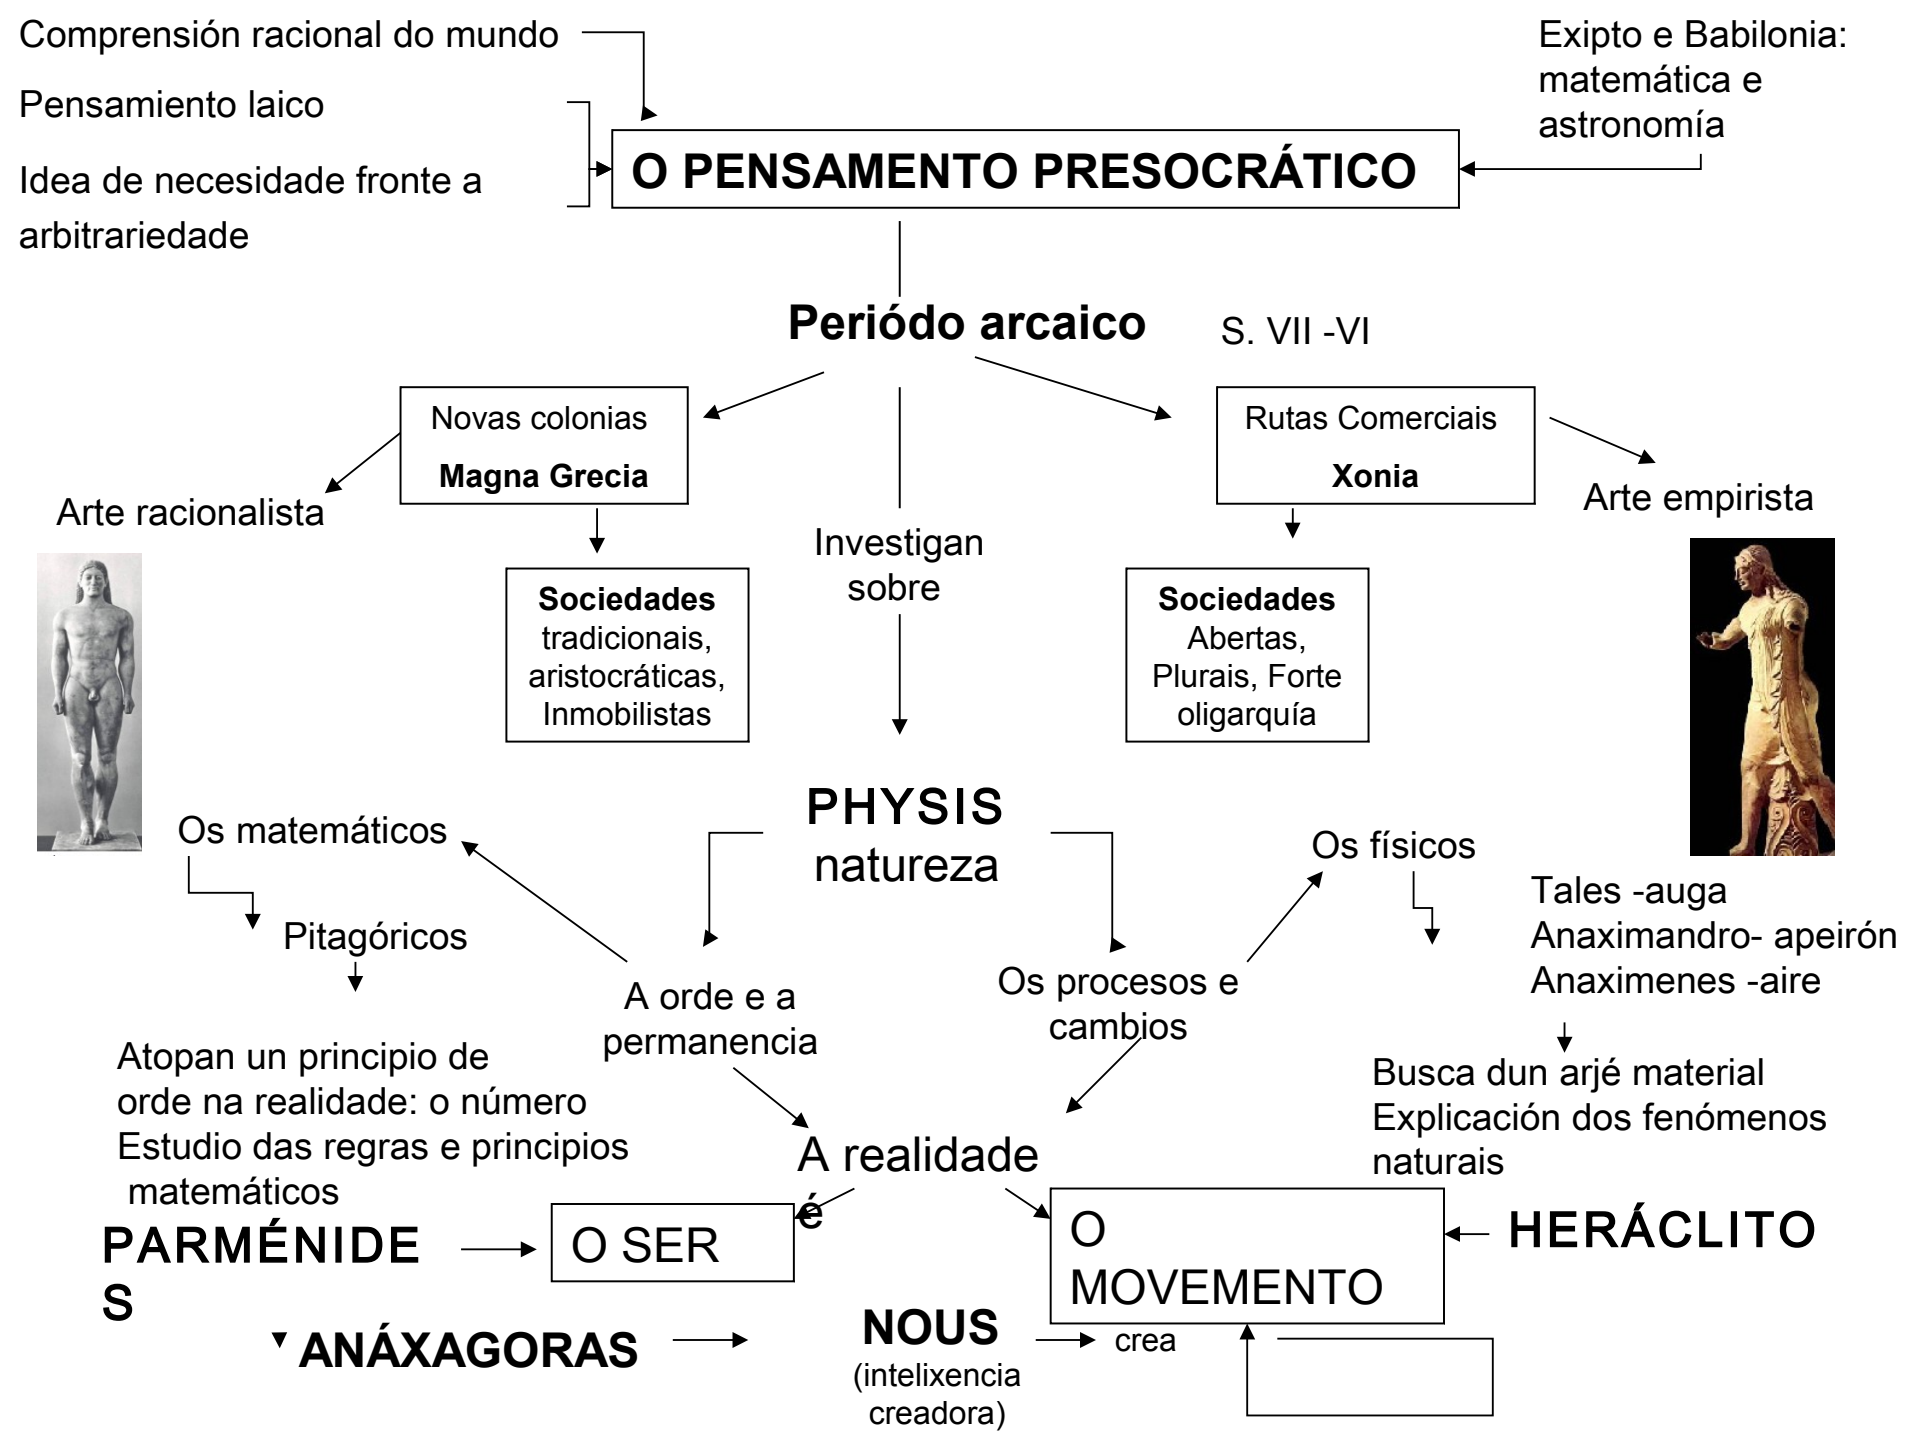 Comprensión racional do mundo
Pensamiento laico
Idea de necesidade fronte a
arbitrariedade
Exipto e Babilonia:
matemática e
astronomía
O PENSAMENTO PRESOCRÁTICO
Periódo arcaico
S. VII -VI
Novas colonias
Magna Grecia
Rutas Comerciais
Xonia
Arte racionalista
Arte empirista
Investigan
sobre
Sociedades
tradicionais,
aristocráticas,
Inmobilistas
Sociedades
Abertas,
Plurais, Forte
oligarquía
PHYSIS
natureza
Os matemáticos
Os físicos
Pitagóricos
Tales -auga
Anaximandro- apeirón
Anaximenes -aire
A orde e a
permanencia
Os procesos e
cambios
Atopan un principio de
orde na realidade: o número
Estudio das regras e principios
matemáticos
Busca dun arjé material
Explicación dos fenómenos
naturais
A realidade
é
PARMÉNIDE
S
O SER
O
MOVEMENTO
HERÁCLITO
ANÁXAGORAS
NOUS
(intelixencia
creadora)
crea